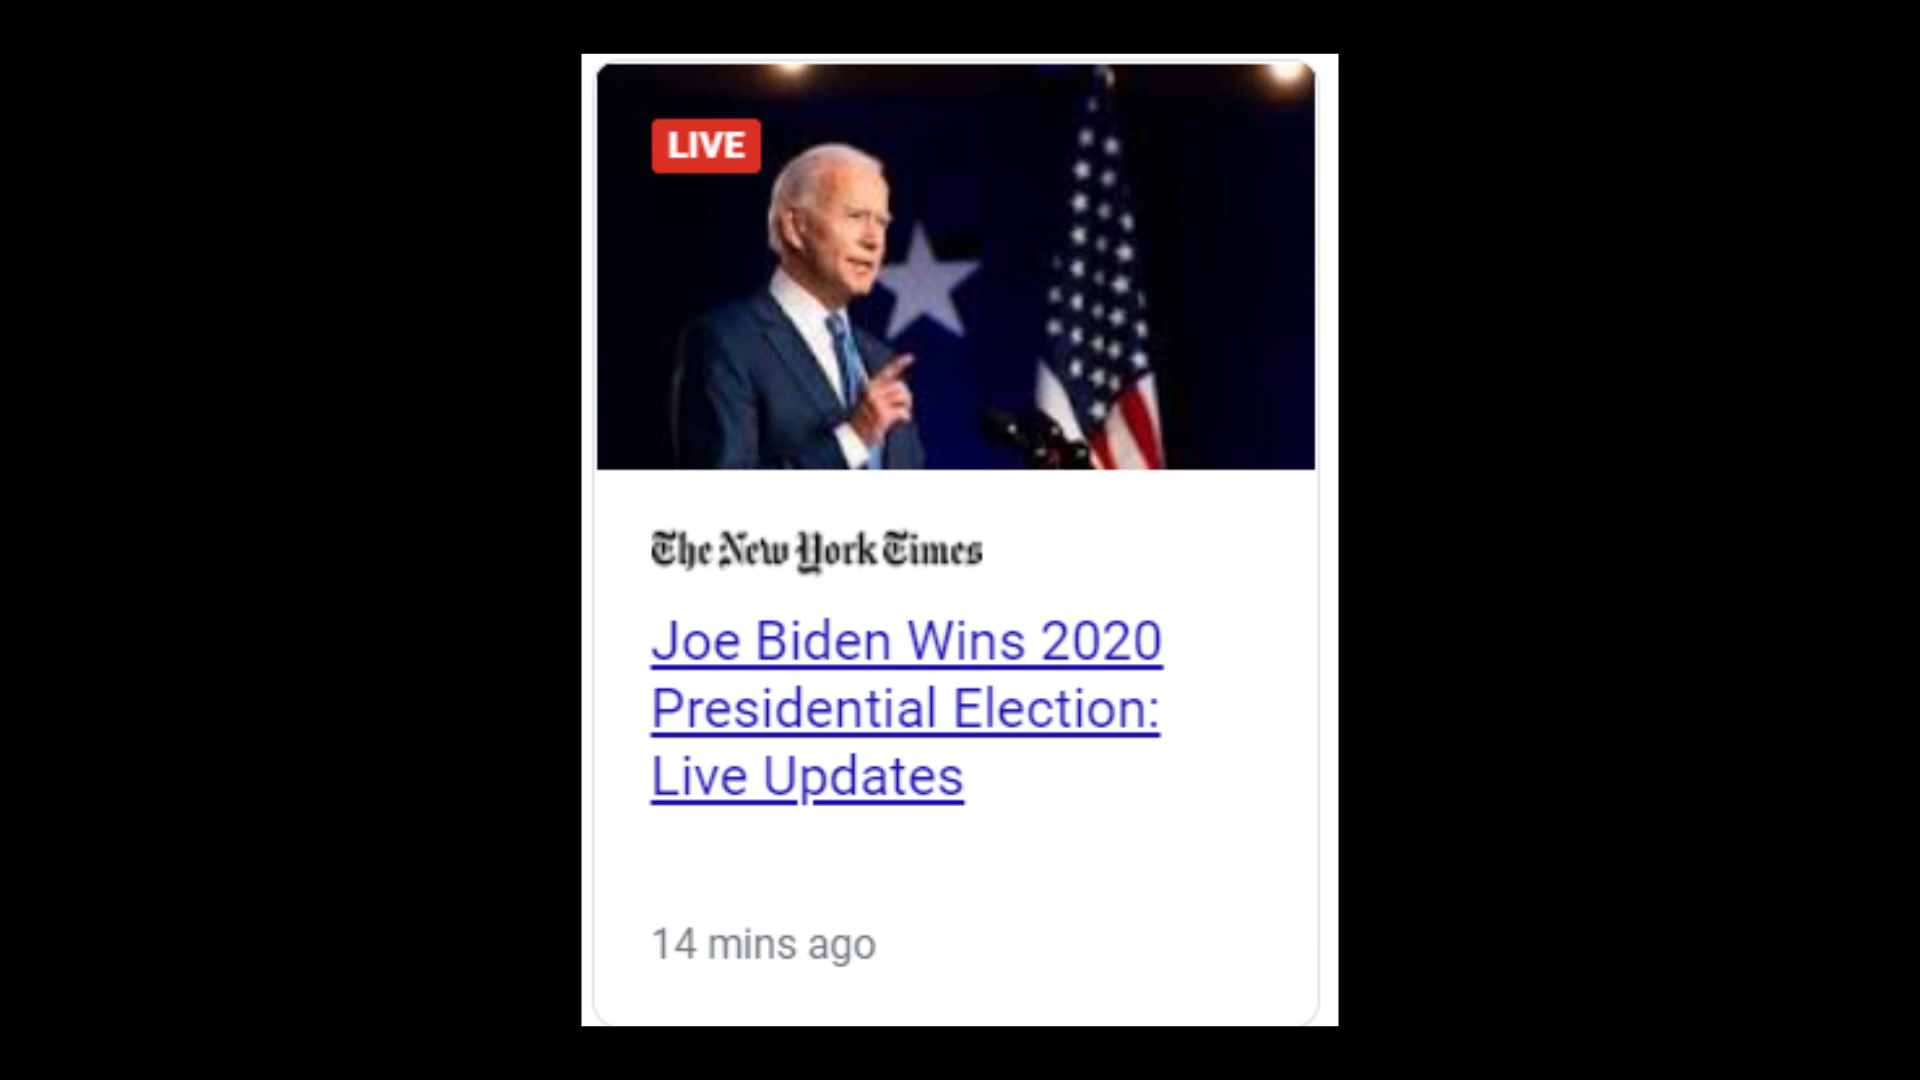 LIVE
The New York Times
Joe Biden Wins 2020
Presidential Election:
Live Updates
14 mins ago